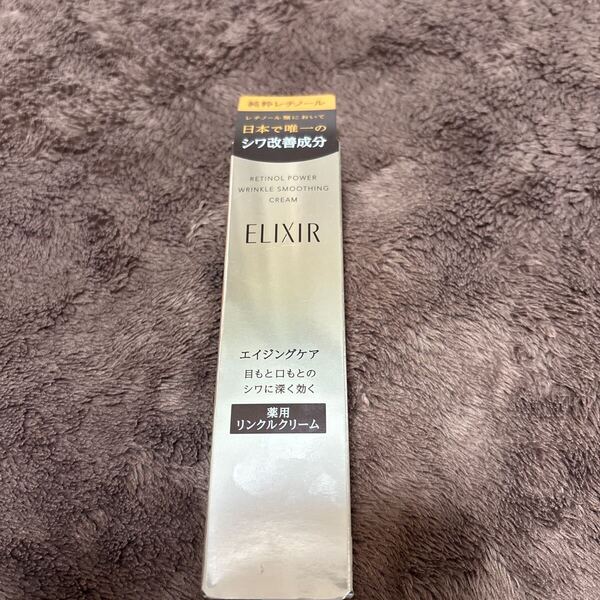 純粋レチノール
レチノール類において
日本で唯一の
シワ改善成分
RETINOL POWER
WRINKLE SMOOTHING
CREAM
ELIXIR
エイジングケア
目もと口もとの
シワに深く効く
薬用
リンクルクリーム